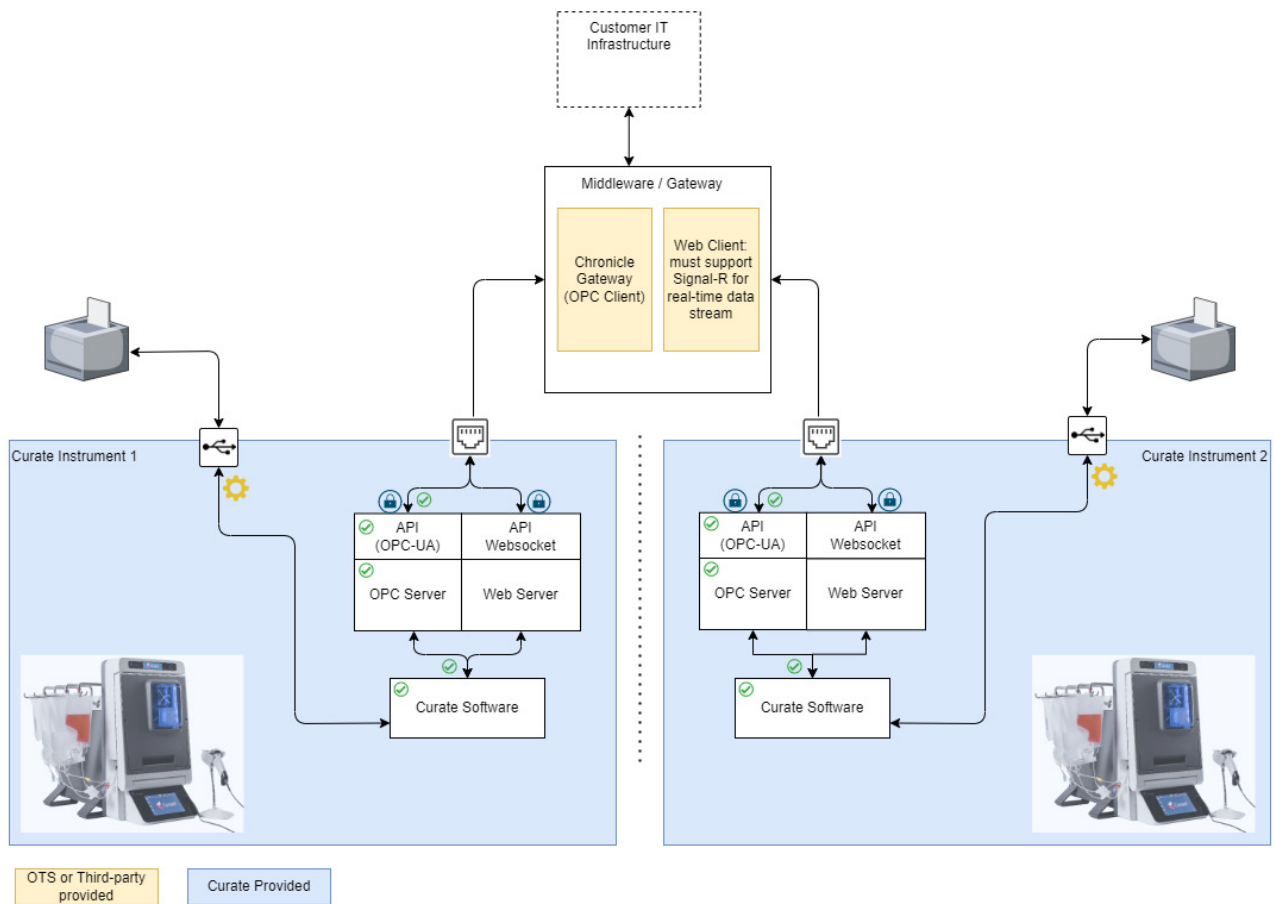 Customer IT
Infrastructure
Middleware / Gateway
Chronicle
Gateway
(OPC Client)
Web Client:
must support
Signal-R for
real-time data
stream
Curate Instrument 1
API
(OPC-UA)
API
Websocket
OPC Server
Web Server
Curate Software
Curate Instrument 2
API
(OPC-UA)
API
Websocket
OPC Server
Web Server
Curate Software
OTS or Third-party
provided
Curate Provided